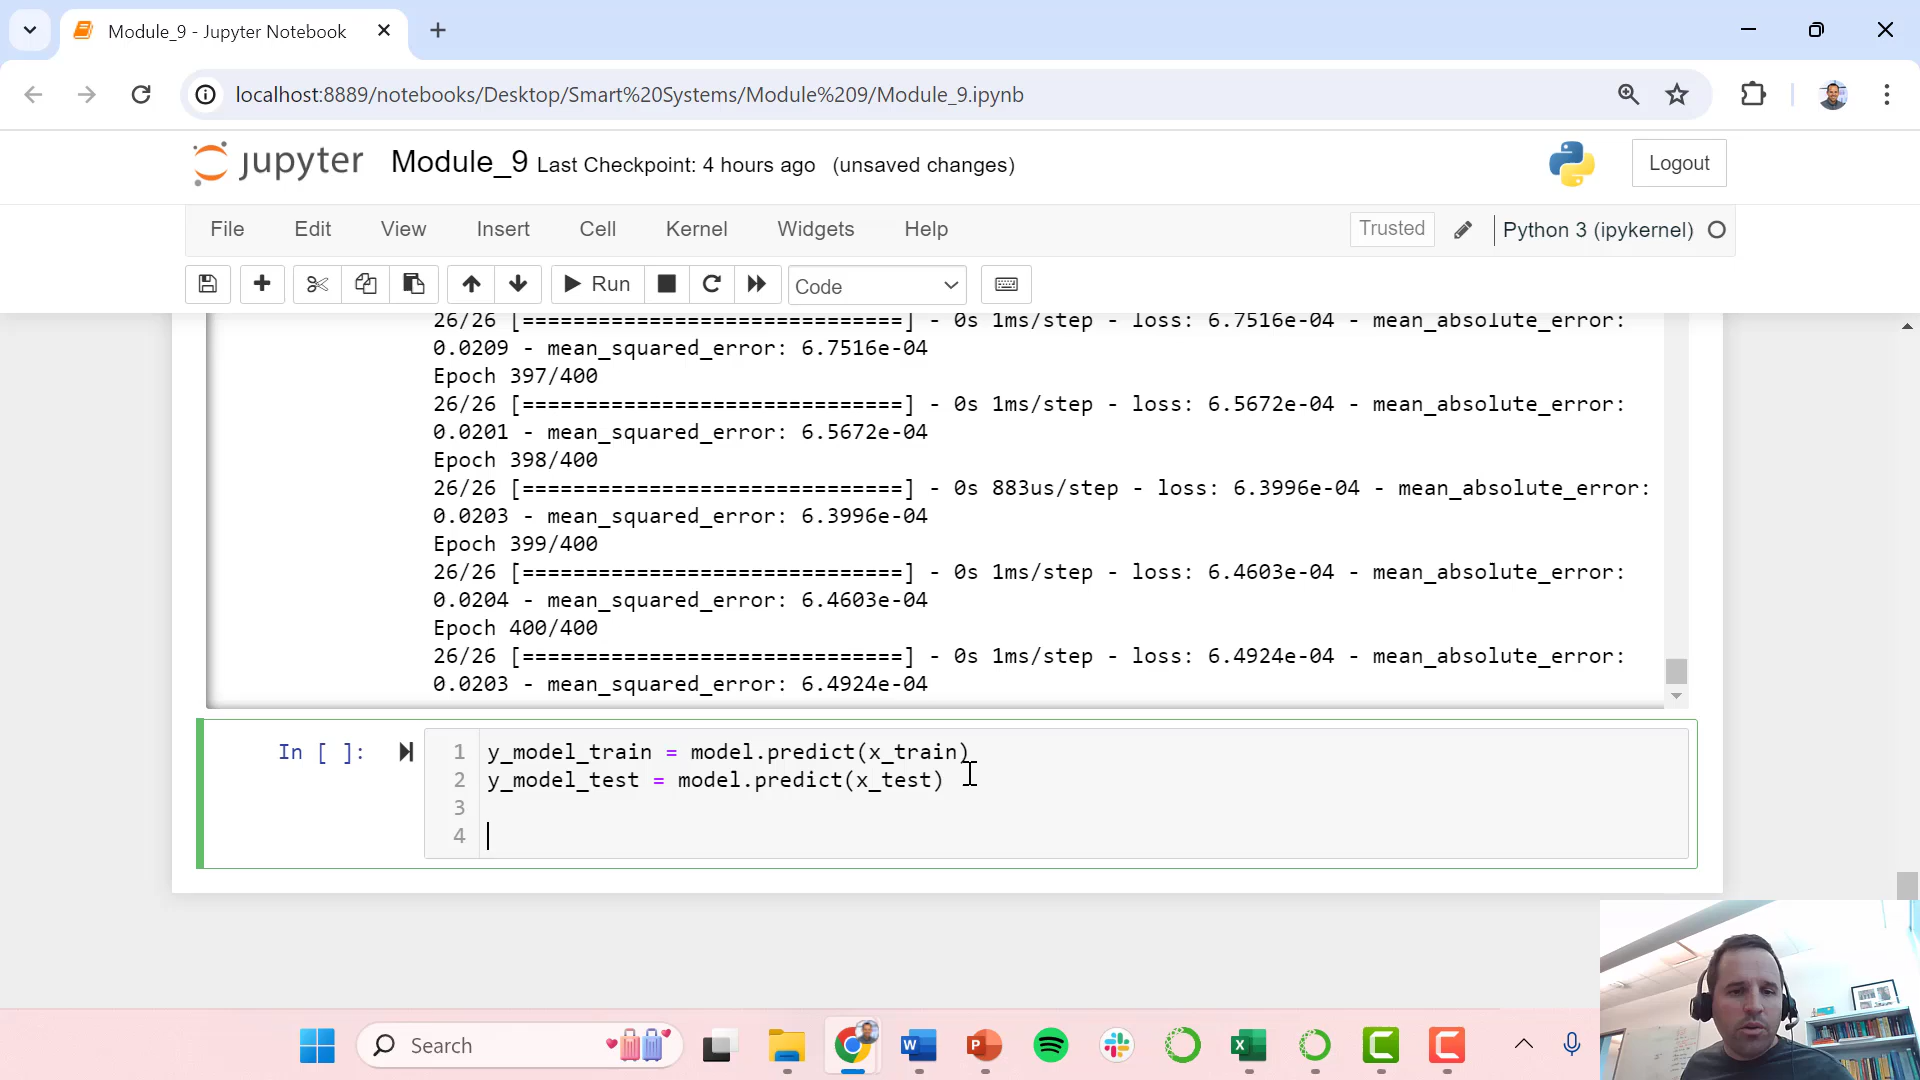 Module_9 - Jupyter Notebook
localhost:8889/notebooks/Desktop/Smart%20Systems/Module%209/Module_9.ipynb
jupyter Module_9 Last Checkpoint: 4 hours ago (unsaved changes)
Logout
File Edit View Insert Cell Kernel Widgets Help
Trusted
Python 3 (ipykernel)
Run
Code
26/26 [==============================] - 0s 1ms/step - loss: 6.7516e-04 - mean_absolute_error:
0.0209 - mean_squared_error: 6.7516e-04
Epoch 397/400
26/26 [==============================] - 0s 1ms/step - loss: 6.5672e-04 - mean_absolute_error:
0.0201 - mean_squared_error: 6.5672e-04
Epoch 398/400
26/26 [==============================] - 0s 883us/step - loss: 6.3996e-04 - mean_absolute_error:
0.0203 - mean_squared_error: 6.3996e-04
Epoch 399/400
26/26 [==============================] - 0s 1ms/step - loss: 6.4603e-04 - mean_absolute_error:
0.0204 - mean_squared_error: 6.4603e-04
Epoch 400/400
26/26 [==============================] - 0s 1ms/step - loss: 6.4924e-04 - mean_absolute_error:
0.0203 - mean_squared_error: 6.4924e-04
In [ ]:
1 y_model_train = model.predict(x_train)
2 y_model_test = model.predict(x_test)
3
4
Search
W
P
X